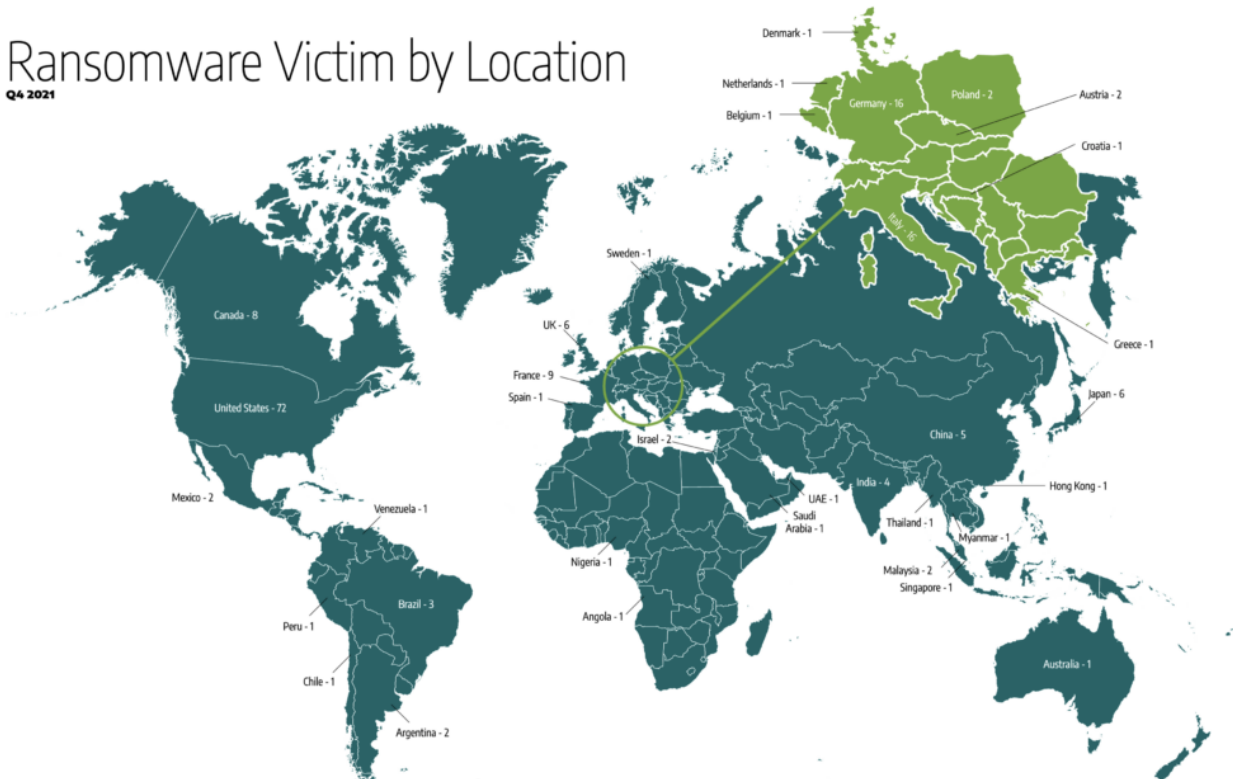 Ransomware Victim by Location
Q4 2021
Denmark - 1
Netherlands - 1
Belgium - 1
Germany - 16
Poland - 2
Austria - 2
Croatia - 1
Italy - 16
Greece - 1
Sweden - 1
UK - 6
France - 9
Spain - 1
Israel - 2
Canada - 8
United States - 72
Mexico - 2
Venezuela - 1
Brazil - 3
Peru - 1
Chile - 1
Argentina - 2
Nigeria - 1
Angola - 1
UAE - 1
Saudi
Arabia - 1
India - 4
China - 5
Japan - 6
Hong Kong - 1
Thailand - 1
Myanmar - 1
Malaysia - 2
Singapore - 1
Australia - 1